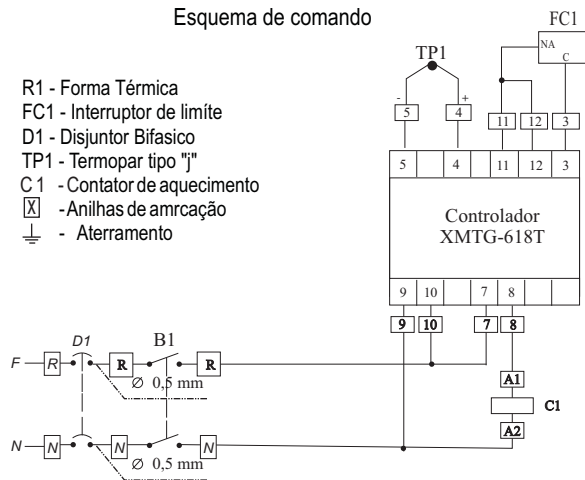 Esquema de comando
FC1
NA
C
TP1
R1 - Forma Térmica
FC1 - Interruptor de limíte
D1 - Disjuntor Bifasico
TP1 - Termopar tipo "j"
C 1 - Contator de aquecimento
X - Anilhas de amrcação
- Aterramento
- +
5 4 11 12 3
5 4 11 12 3
Controlador
XMTG-618T
9 10 7 8
9 10 7 8
D1 B1
F R R R
Ø 0,5 mm
A1
C1
A2
N N N N
Ø 0,5 mm